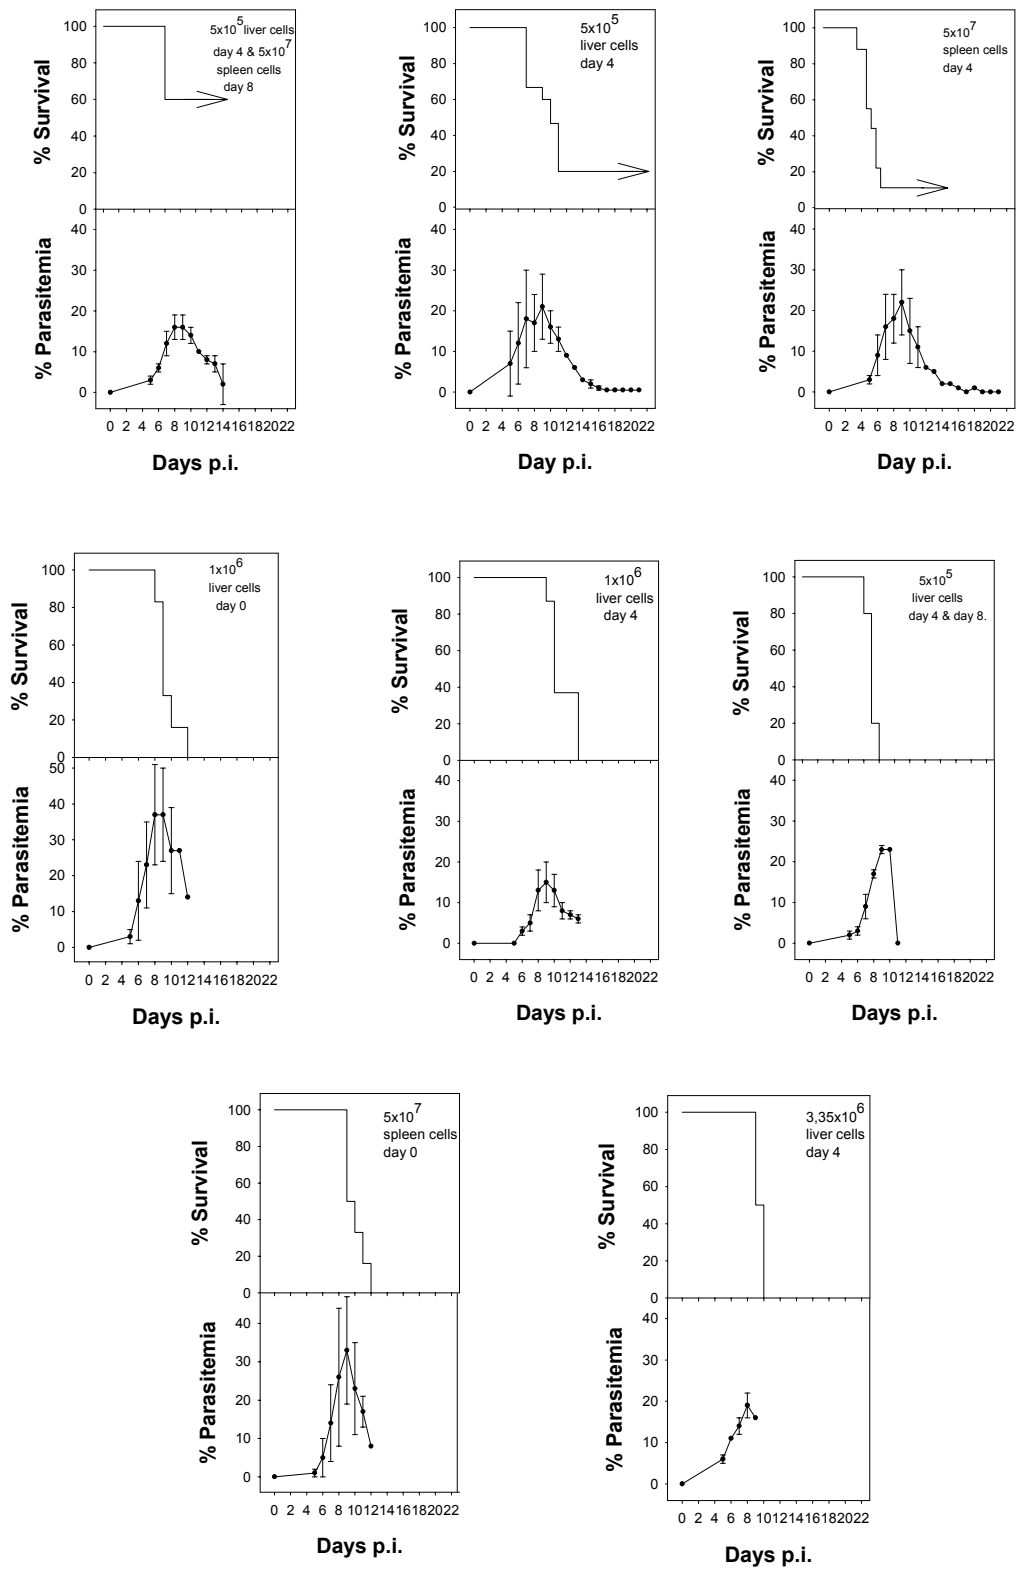 5x10^5 liver cells
day 4 & 5x10^7
spleen cells
day 8
% Survival
100
80
60
40
20
0
% Parasitemia
40
30
20
10
0
0 2 4 6 8 10 12 14 16 18 20 22
Days p.i.
5x10^5
liver cells
day 4
% Survival
100
80
60
40
20
0
% Parasitemia
40
30
20
10
0
0 2 4 6 8 10 12 14 16 18 20 22
Day p.i.
5x10^7
spleen cells
day 4
% Survival
100
80
60
40
20
0
% Parasitemia
40
30
20
10
0
0 2 4 6 8 10 12 14 16 18 20 22
Day p.i.
1x10^6
liver cells
day 0
% Survival
100
80
60
40
20
0
% Parasitemia
50
40
30
20
10
0
0 2 4 6 8 10 12 14 16 18 20 22
Days p.i.
1x10^6
liver cells
day 4
% Survival
100
80
60
40
20
0
% Parasitemia
40
30
20
10
0
0 2 4 6 8 10 12 14 16 18 20 22
Days p.i.
5x10^5
liver cells
day 4 & day 8.
% Survival
100
80
60
40
20
0
% Parasitemia
40
30
20
10
0
0 2 4 6 8 10 12 14 16 18 20 22
Days p.i.
5x10^7
spleen cells
day 0
% Survival
100
80
60
40
20
0
% Parasitemia
40
30
20
10
0
0 2 4 6 8 10 12 14 16 18 20 22
Days p.i.
3,35x10^6
liver cells
day 4
% Survival
100
80
60
40
20
0
% Parasitemia
40
30
20
10
0
0 2 4 6 8 10 12 14 16 18 20 22
Days p.i.